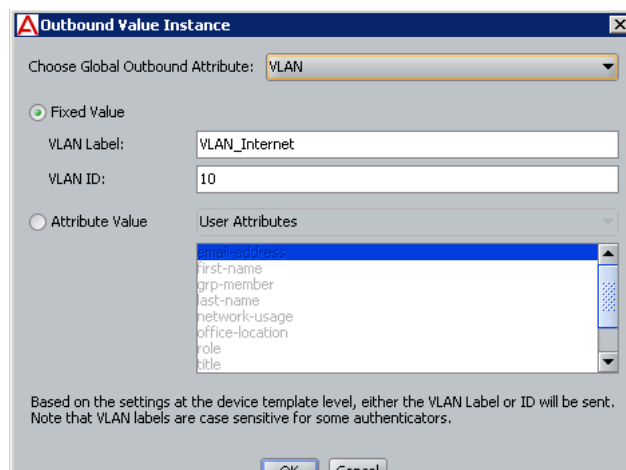 Outbound Value Instance
Choose Global Outbound Attribute: VLAN
Fixed Value
VLAN Label: VLAN_Internet
VLAN ID: 10
Attribute Value User Attributes
email-address
first-name
grp-member
last-name
network-usage
office-location
role
title
Based on the settings at the device template level, either the VLAN Label or ID will be sent.
Note that VLAN labels are case sensitive for some authenticators.
OK Cancel